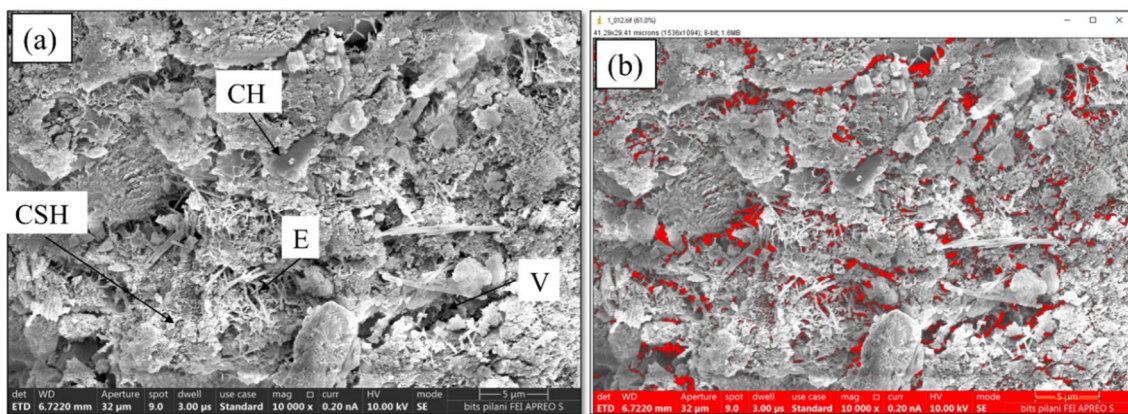 (a)
CH
CSH
E
V
det WD Aperture spot dwell use case mag □ curr HV mode 5 µm
ETD 6.7220 mm 32 µm 9.0 3.00 µs Standard 10 000 x 0.20 nA 10.00 kV SE bits pilani FEI APREO S
1_012.tif (61.0%)
41.29x29.41 microns (1536x1094); 8-bit; 1.6MB
(b)
det WD Aperture spot dwell use case mag □ curr HV mode 5 µm
ETD 6.7220 mm 32 µm 9.0 3.00 µs Standard 10 000 x 0.20 nA 10.00 kV SE bits pilani FEI APREO S